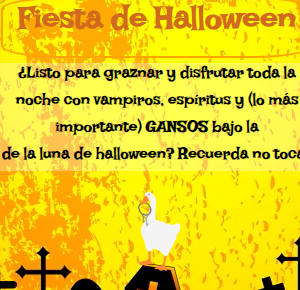 Fiesta de Halloween
¿Listo para graznar y disfrutar toda la
noche con vampiros, espíritus y (lo más
importante) GANSOS bajo la
de la luna de halloween? Recuerda no